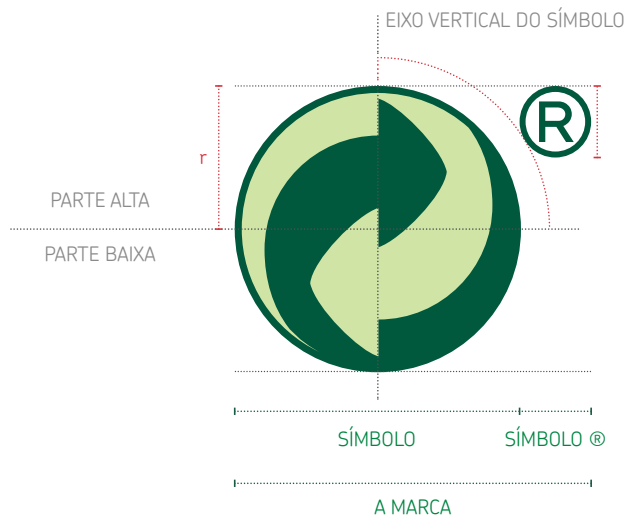 EIXO VERTICAL DO SÍMBOLO
®
r
PARTE ALTA
PARTE BAIXA
SÍMBOLO
SÍMBOLO ®
A MARCA